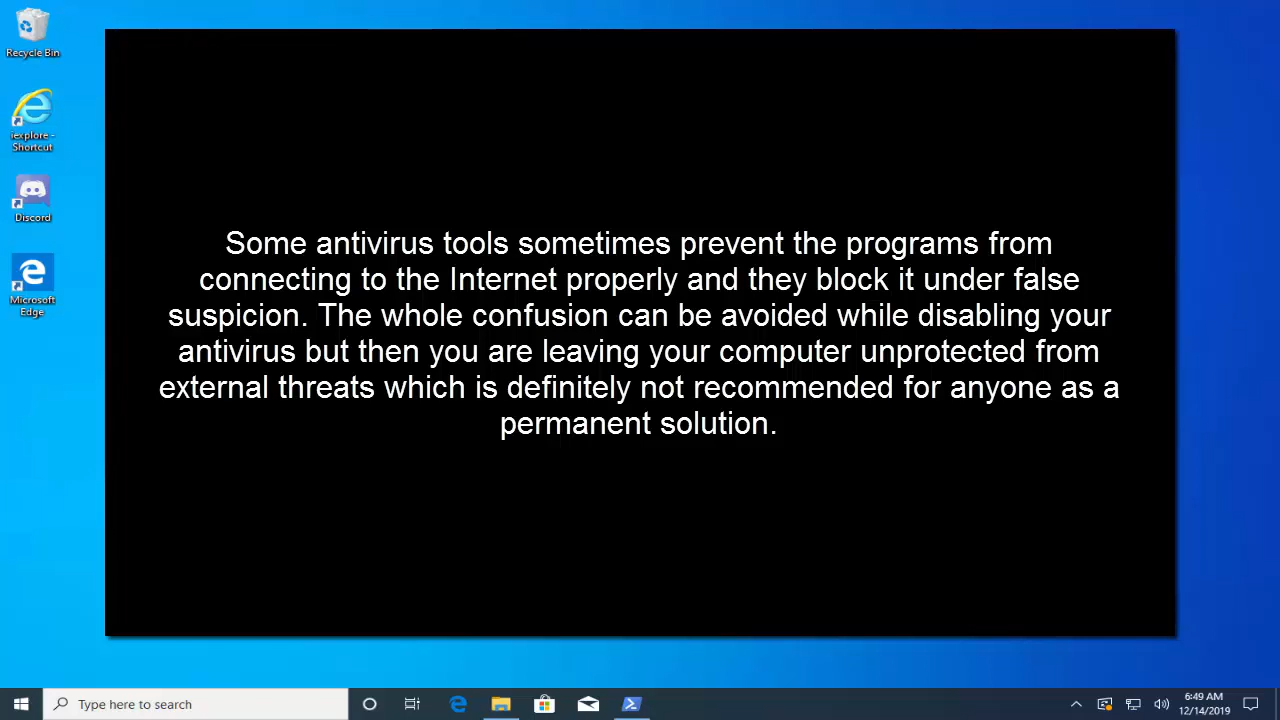 Recycle Bin
iexplore -
Shortcut
Discord
Microsoft
Edge
Some antivirus tools sometimes prevent the programs from
connecting to the Internet properly and they block it under false
suspicion. The whole confusion can be avoided while disabling your
antivirus but then you are leaving your computer unprotected from
external threats which is definitely not recommended for anyone as a
permanent solution.
Type here to search
6:49 AM
12/14/2019